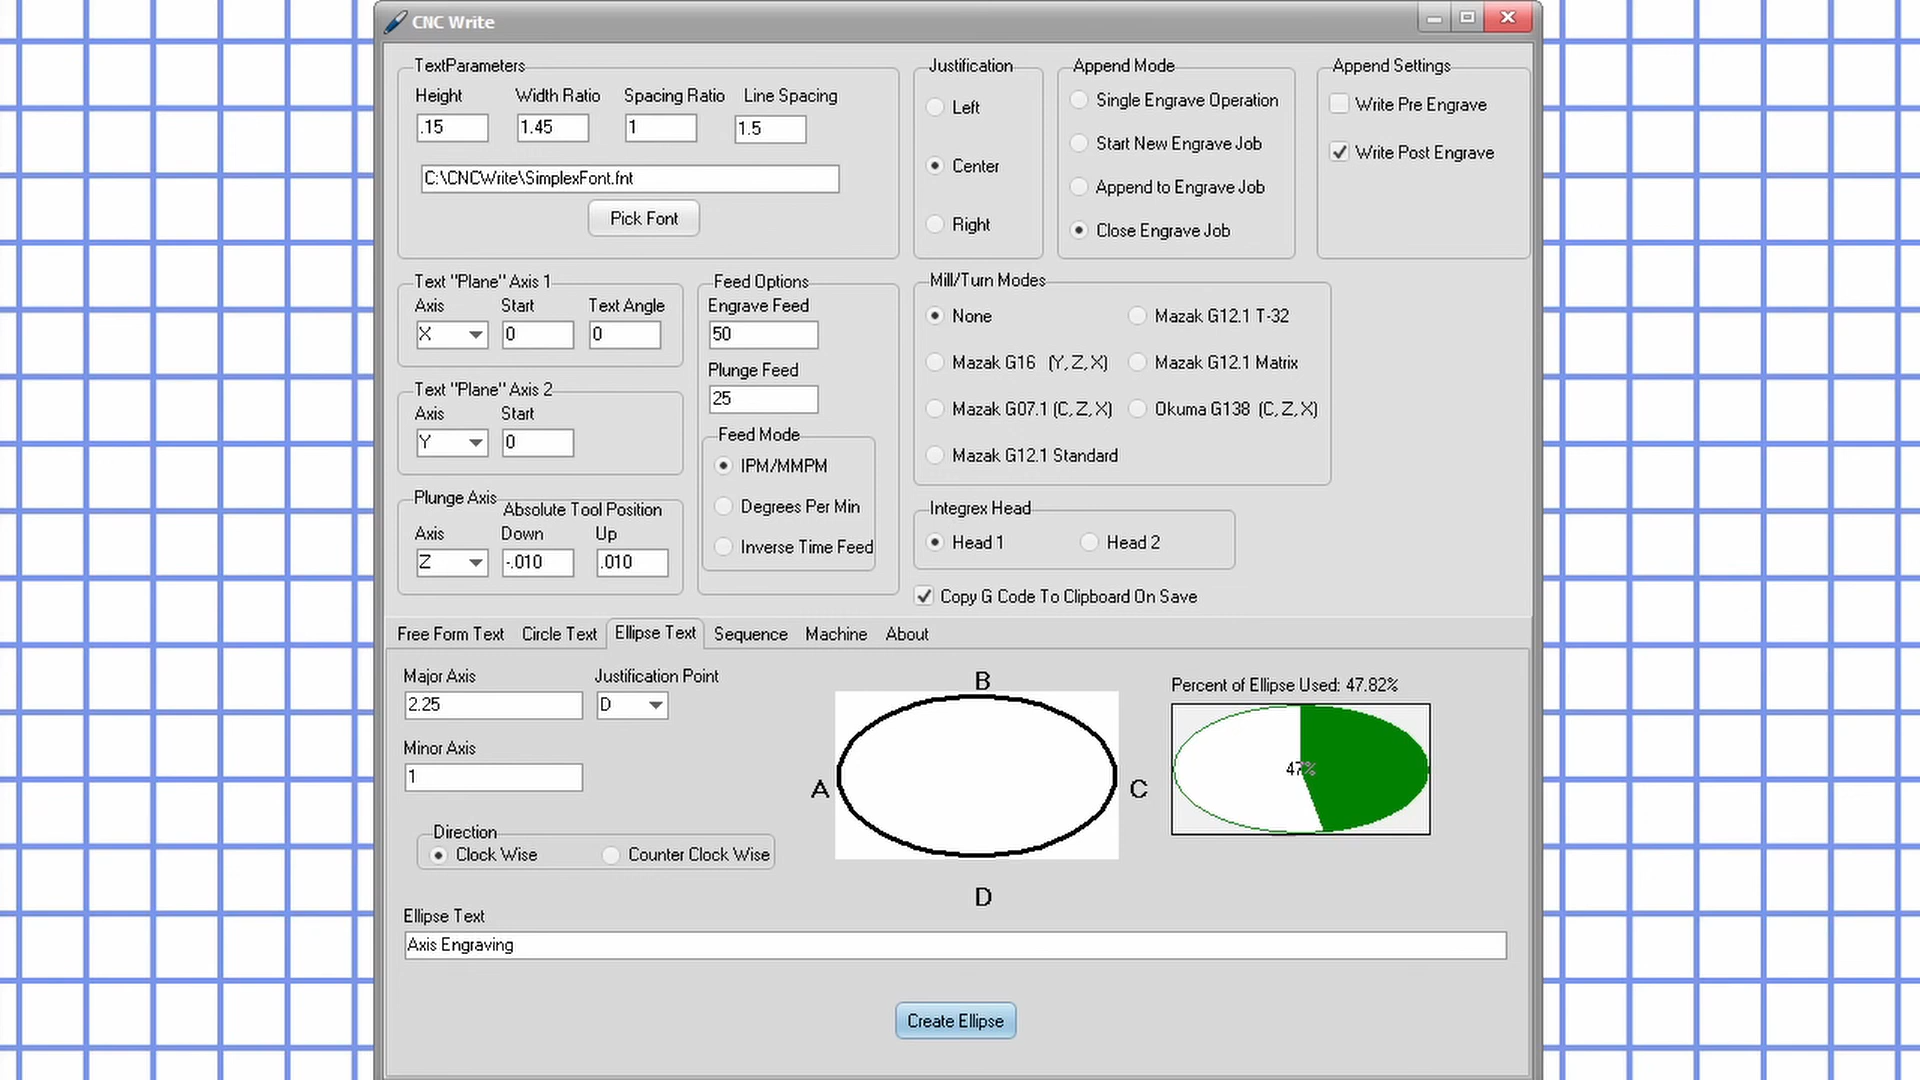 CNC Write
TextParameters
Height Width Ratio Spacing Ratio Line Spacing
.15 1.45 1 1.5
C:\CNCWrite\SimplexFont.fnt
Pick Font
Justification
Left
Center
Right
Append Mode
Single Engrave Operation
Start New Engrave Job
Append to Engrave Job
Close Engrave Job
Append Settings
Write Pre Engrave
Write Post Engrave
Text "Plane" Axis 1
Axis Start Text Angle
X 0 0
Text "Plane" Axis 2
Axis Start
Y 0
Plunge Axis
Absolute Tool Position
Axis Down Up
Z -.010 .010
Feed Options
Engrave Feed
50
Plunge Feed
25
Feed Mode
IPM/MMPM
Degrees Per Min
Inverse Time Feed
Mill/Turn Modes
None Mazak G12.1 T-32
Mazak G16 (Y, Z, X) Mazak G12.1 Matrix
Mazak G07.1 (C, Z, X) Okuma G138 (C, Z, X)
Mazak G12.1 Standard
Integrex Head
Head 1 Head 2
Copy G Code To Clipboard On Save
Free Form Text Circle Text Ellipse Text Sequence Machine About
Major Axis Justification Point
2.25 D
Minor Axis
1
Direction
Clock Wise Counter Clock Wise
B
A C
D
Percent of Ellipse Used: 47.82%
47%
Ellipse Text
Axis Engraving
Create Ellipse